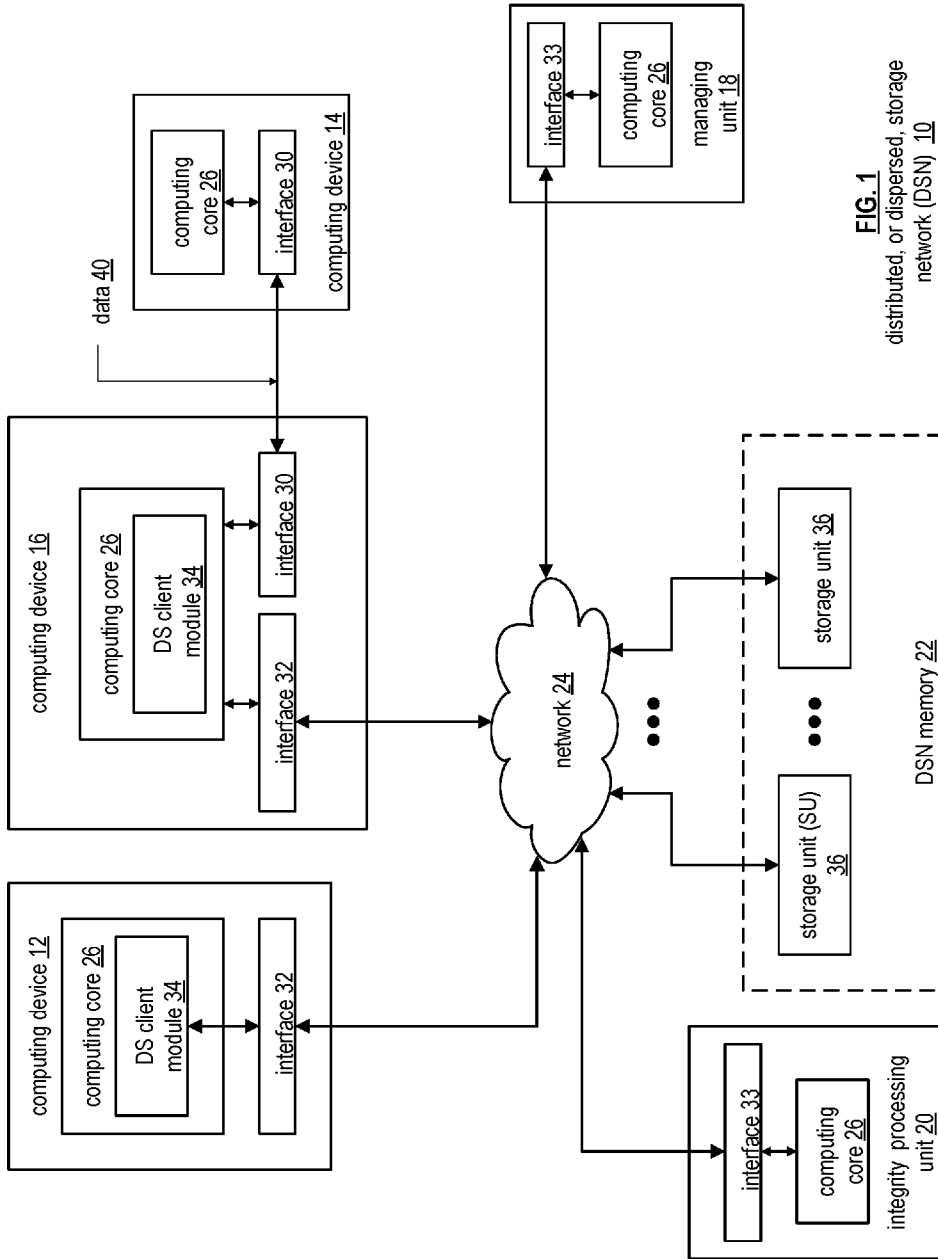 computing device 12
computing core 26
DS client
module 34
interface 32
computing device 16
computing core 26
DS client
module 34
interface 32
interface 30
data 40
computing
core 26
interface 30
computing device 14
network 24
interface 33
computing
core 26
integrity processing
unit 20
storage unit (SU)
36
storage unit 36
DSN memory 22
interface 33
computing
core 26
managing
unit 18
FIG. 1
distributed, or dispersed, storage
network (DSN) 10